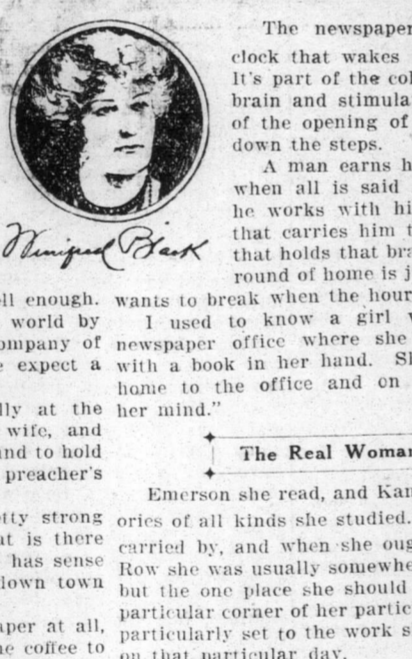 The newspaper
clock that wakes
It's part of the col
brain and stimula
of the opening of
down the steps.
A man earns h
when all is said
he works with hi
that carries him t
that holds that bra
round of home is j
Winifred Black
ell enough.
world by
ompany of
e expect a
lly at the
wife, and
and to hold
preacher's
tty strong
at is there
has sense
down town
aper at all,
he coffee to
wants to break when the hour
I used to know a girl w
newspaper office where she
with a book in her hand. Sh
home to the office and on
her mind."
The Real Woman
Emerson she read, and Kan
ories of all kinds she studied.
carried by, and when she oug
Row she was usually somewhe
but the one place she should
particular corner of her partic
particularly set to the work s
on that particular day.